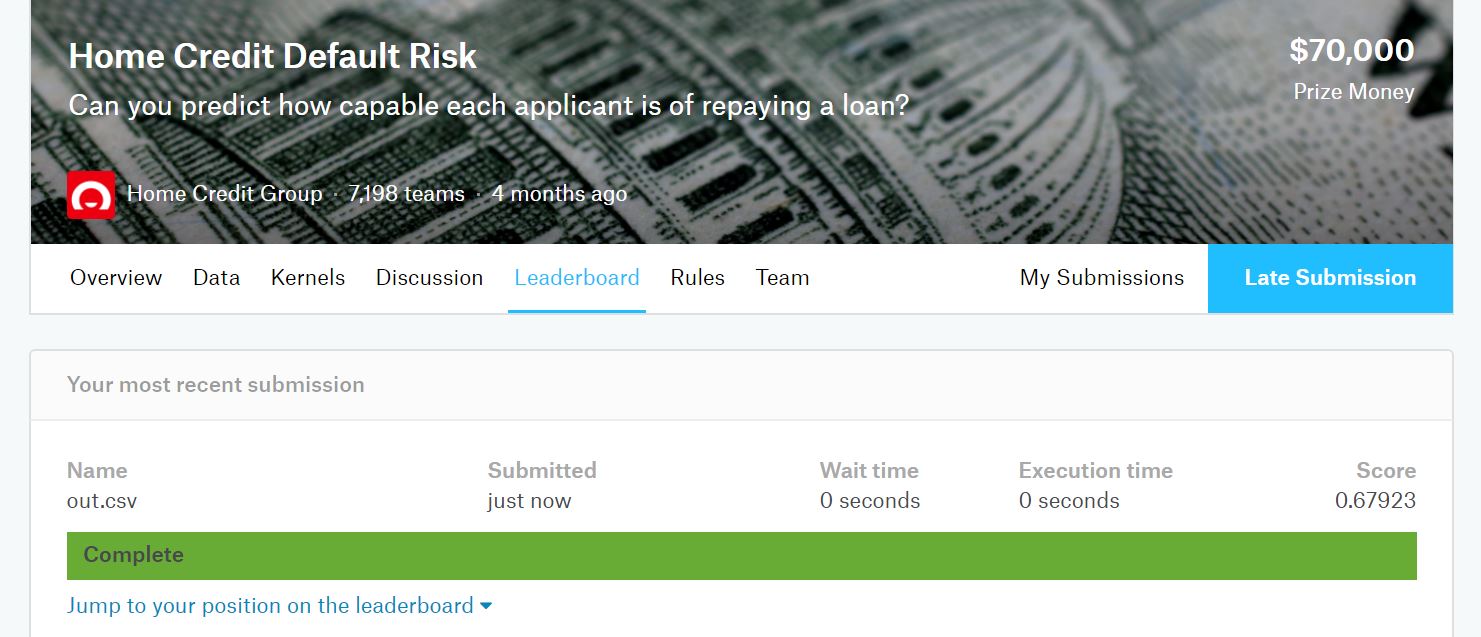 Home Credit Default Risk
$70,000
Can you predict how capable each applicant is of repaying a loan?
Prize Money
Home Credit Group · 7,198 teams · 4 months ago
Overview Data Kernels Discussion Leaderboard Rules Team My Submissions Late Submission
Your most recent submission
Name Submitted Wait time Execution time Score
out.csv just now 0 seconds 0 seconds 0.67923
Complete
Jump to your position on the leaderboard